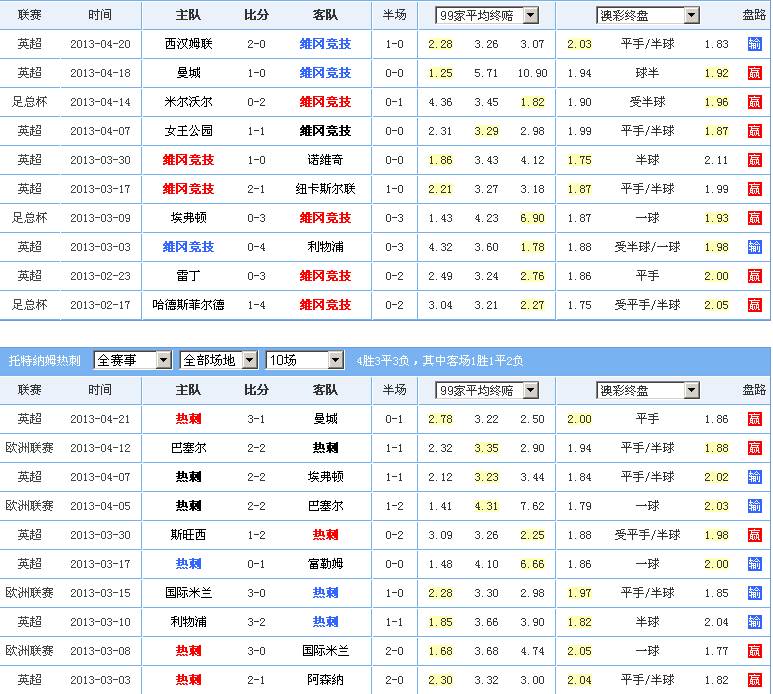 联赛 时间 主队 比分 客队 半场 99家平均终赔 澳彩终盘 盘路
英超 2013-04-20 西汉姆联 2-0 维冈竞技 1-0 2.28 3.26 3.07 2.03 平手/半球 1.83 输
英超 2013-04-18 曼城 1-0 维冈竞技 0-0 1.25 5.71 10.90 1.94 球半 1.92 赢
足总杯 2013-04-14 米尔沃尔 0-2 维冈竞技 0-1 4.36 3.45 1.82 1.90 受半球 1.96 赢
英超 2013-04-07 女王公园 1-1 维冈竞技 0-0 2.31 3.29 2.98 1.99 平手/半球 1.87 赢
英超 2013-03-30 维冈竞技 1-0 诺维奇 0-0 1.86 3.43 4.12 1.75 半球 2.11 赢
英超 2013-03-17 维冈竞技 2-1 纽卡斯尔联 1-0 2.21 3.27 3.18 1.87 平手/半球 1.99 赢
足总杯 2013-03-09 埃弗顿 0-3 维冈竞技 0-3 1.43 4.23 6.90 1.87 一球 1.93 赢
英超 2013-03-03 维冈竞技 0-4 利物浦 0-3 4.32 3.60 1.78 1.88 受半球/一球 1.98 输
英超 2013-02-23 雷丁 0-3 维冈竞技 0-2 2.49 3.24 2.76 1.86 平手 2.00 赢
足总杯 2013-02-17 哈德斯菲尔德 1-4 维冈竞技 0-2 3.04 3.21 2.27 1.75 受平手/半球 2.05 赢
托特纳姆热刺 全赛事 全部场地 10场 4胜3平3负，其中客场1胜1平2负
联赛 时间 主队 比分 客队 半场 99家平均终赔 澳彩终盘 盘路
英超 2013-04-21 热刺 3-1 曼城 0-1 2.78 3.22 2.50 2.00 平手 1.86 赢
欧洲联赛 2013-04-12 巴塞尔 2-2 热刺 1-1 2.32 3.35 2.90 1.94 平手/半球 1.88 赢
英超 2013-04-07 热刺 2-2 埃弗顿 1-1 2.12 3.23 3.44 1.84 平手/半球 2.02 输
欧洲联赛 2013-04-05 热刺 2-2 巴塞尔 1-2 1.41 4.31 7.62 1.79 一球 2.03 输
英超 2013-03-30 斯旺西 1-2 热刺 0-2 3.09 3.26 2.25 1.88 受平手/半球 1.98 赢
英超 2013-03-17 热刺 0-1 富勒姆 0-0 1.48 4.10 6.66 1.86 一球 2.00 输
欧洲联赛 2013-03-15 国际米兰 3-0 热刺 1-0 2.28 3.30 2.98 1.97 平手/半球 1.85 输
英超 2013-03-10 利物浦 3-2 热刺 1-1 1.85 3.66 3.90 1.82 半球 2.04 输
欧洲联赛 2013-03-08 热刺 3-0 国际米兰 2-0 1.68 3.68 4.74 2.05 一球 1.77 赢
英超 2013-03-03 热刺 2-1 阿森纳 2-0 2.30 3.32 3.00 2.04 平手/半球 1.82 赢